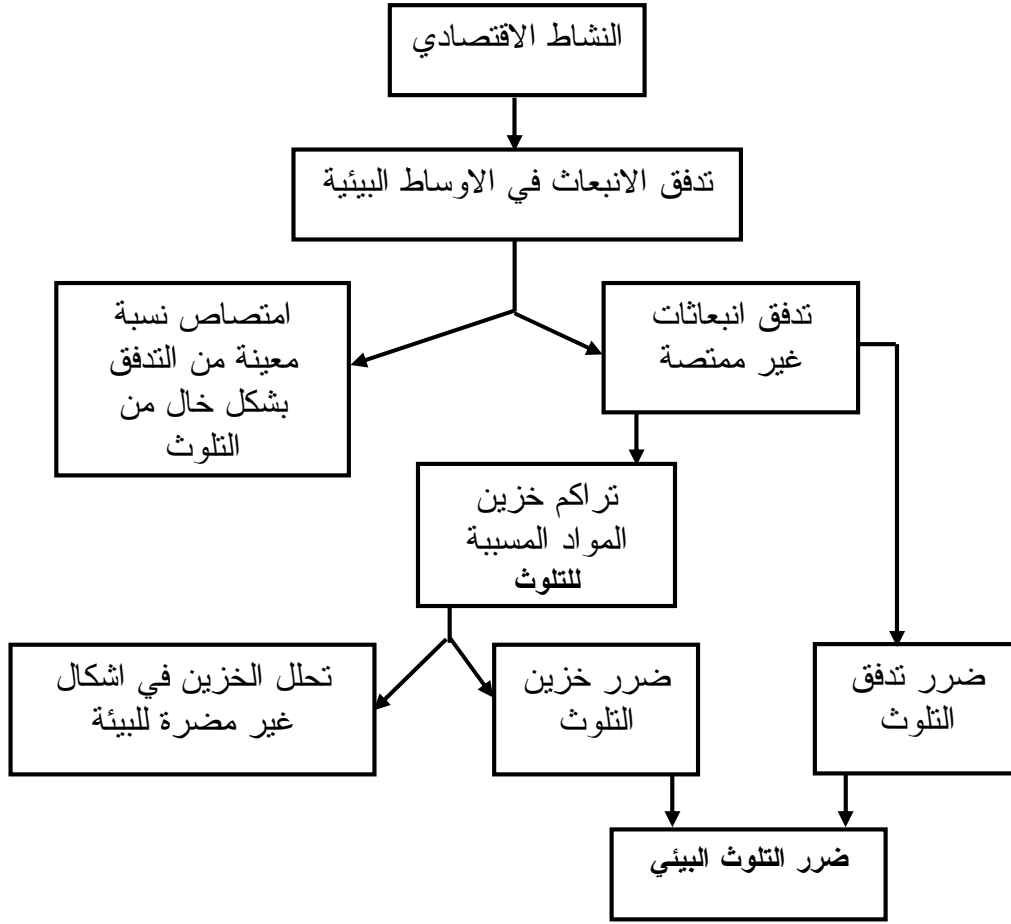 النشاط الاقتصادي
تدفق الانبعاث في الاوساط البيئية
تدفق انبعاثات
غير ممتصة
امتصاص نسبة
معينة من التدفق
بشكل خال من
التلوث
تراكم خزين
المواد المسببة
للتلوث
ضرر تدفق
التلوث
ضرر خزين
التلوث
تحلل الخزين في اشكال
غير مضرة للبيئة
ضرر التلوث البيئي